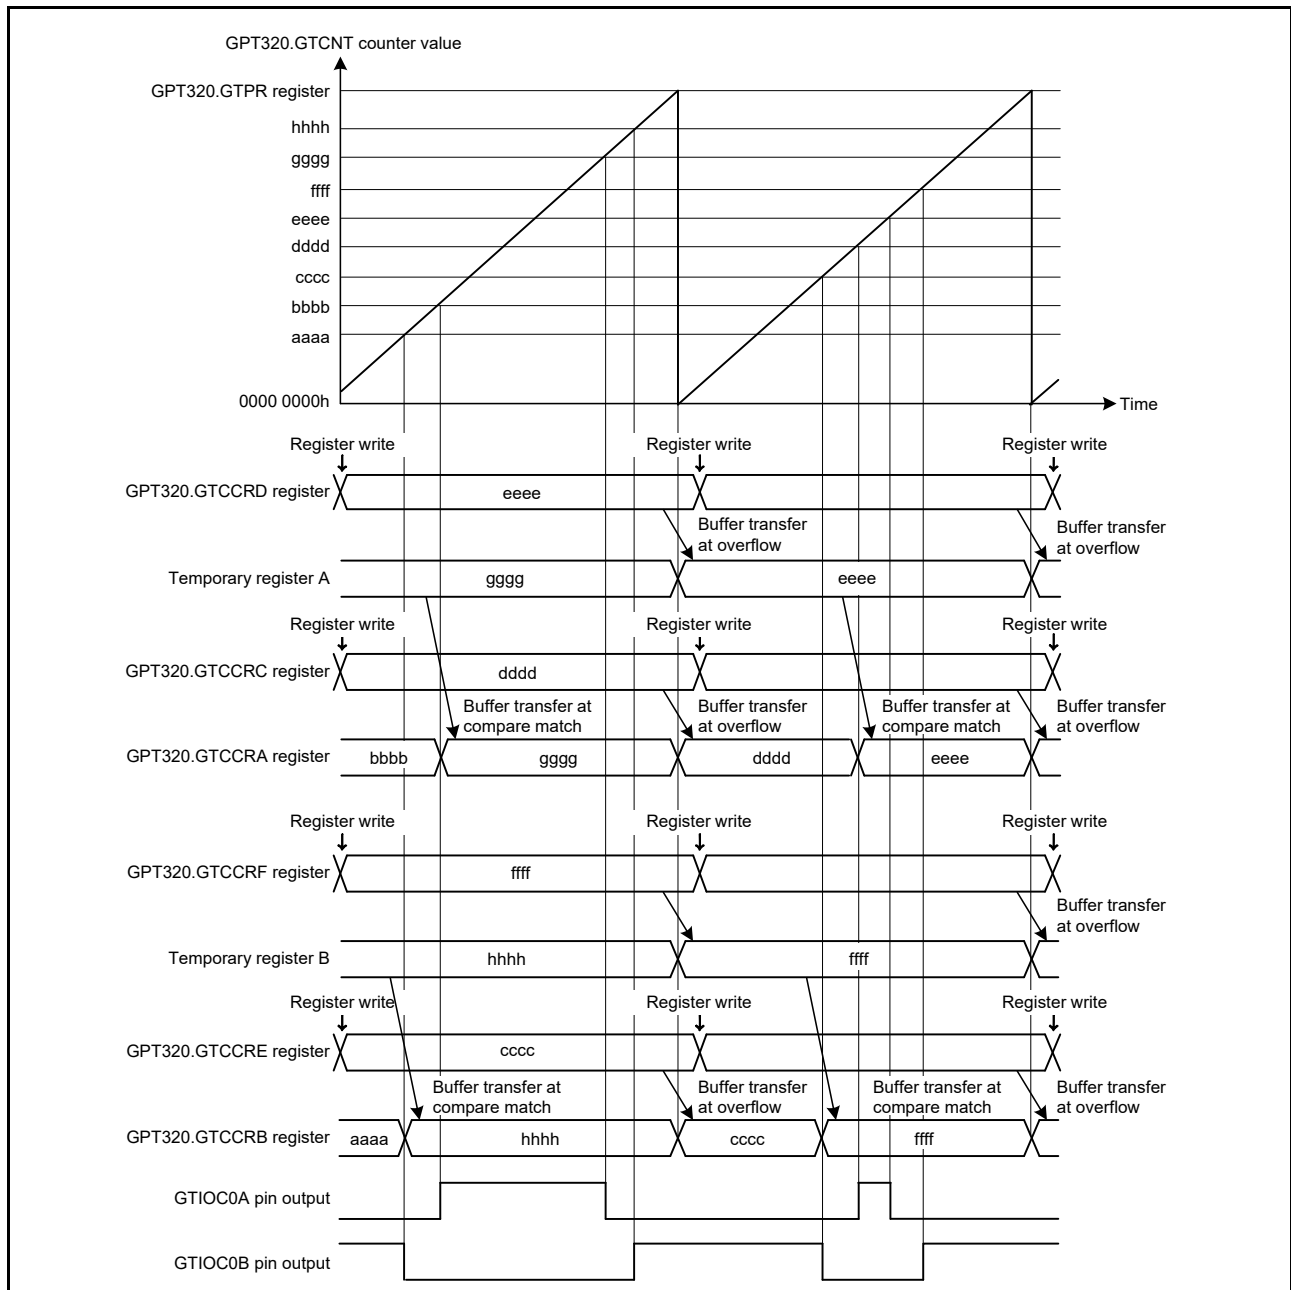 GPT320.GTCNT counter value
GPT320.GTPR register
hhhh
gggg
ffff
eeee
dddd
cccc
bbbb
aaaa
0000 0000h
Time
Register write
Register write
Register write
GPT320.GTCCRD register
eeee
Buffer transfer
at overflow
Buffer transfer
at overflow
Temporary register A
gggg
eeee
Register write
Register write
Register write
GPT320.GTCCRC register
dddd
Buffer transfer at
compare match
Buffer transfer
at overflow
Buffer transfer at
compare match
Buffer transfer
at overflow
GPT320.GTCCRA register
bbbb
gggg
dddd
eeee
Register write
Register write
Register write
GPT320.GTCCRF register
ffff
Buffer transfer
at overflow
Temporary register B
hhhh
ffff
Register write
Register write
Register write
GPT320.GTCCRE register
cccc
Buffer transfer at
compare match
Buffer transfer
at overflow
Buffer transfer at
compare match
Buffer transfer
at overflow
GPT320.GTCCRB register
aaaa
hhhh
cccc
ffff
GTIOC0A pin output
GTIOC0B pin output